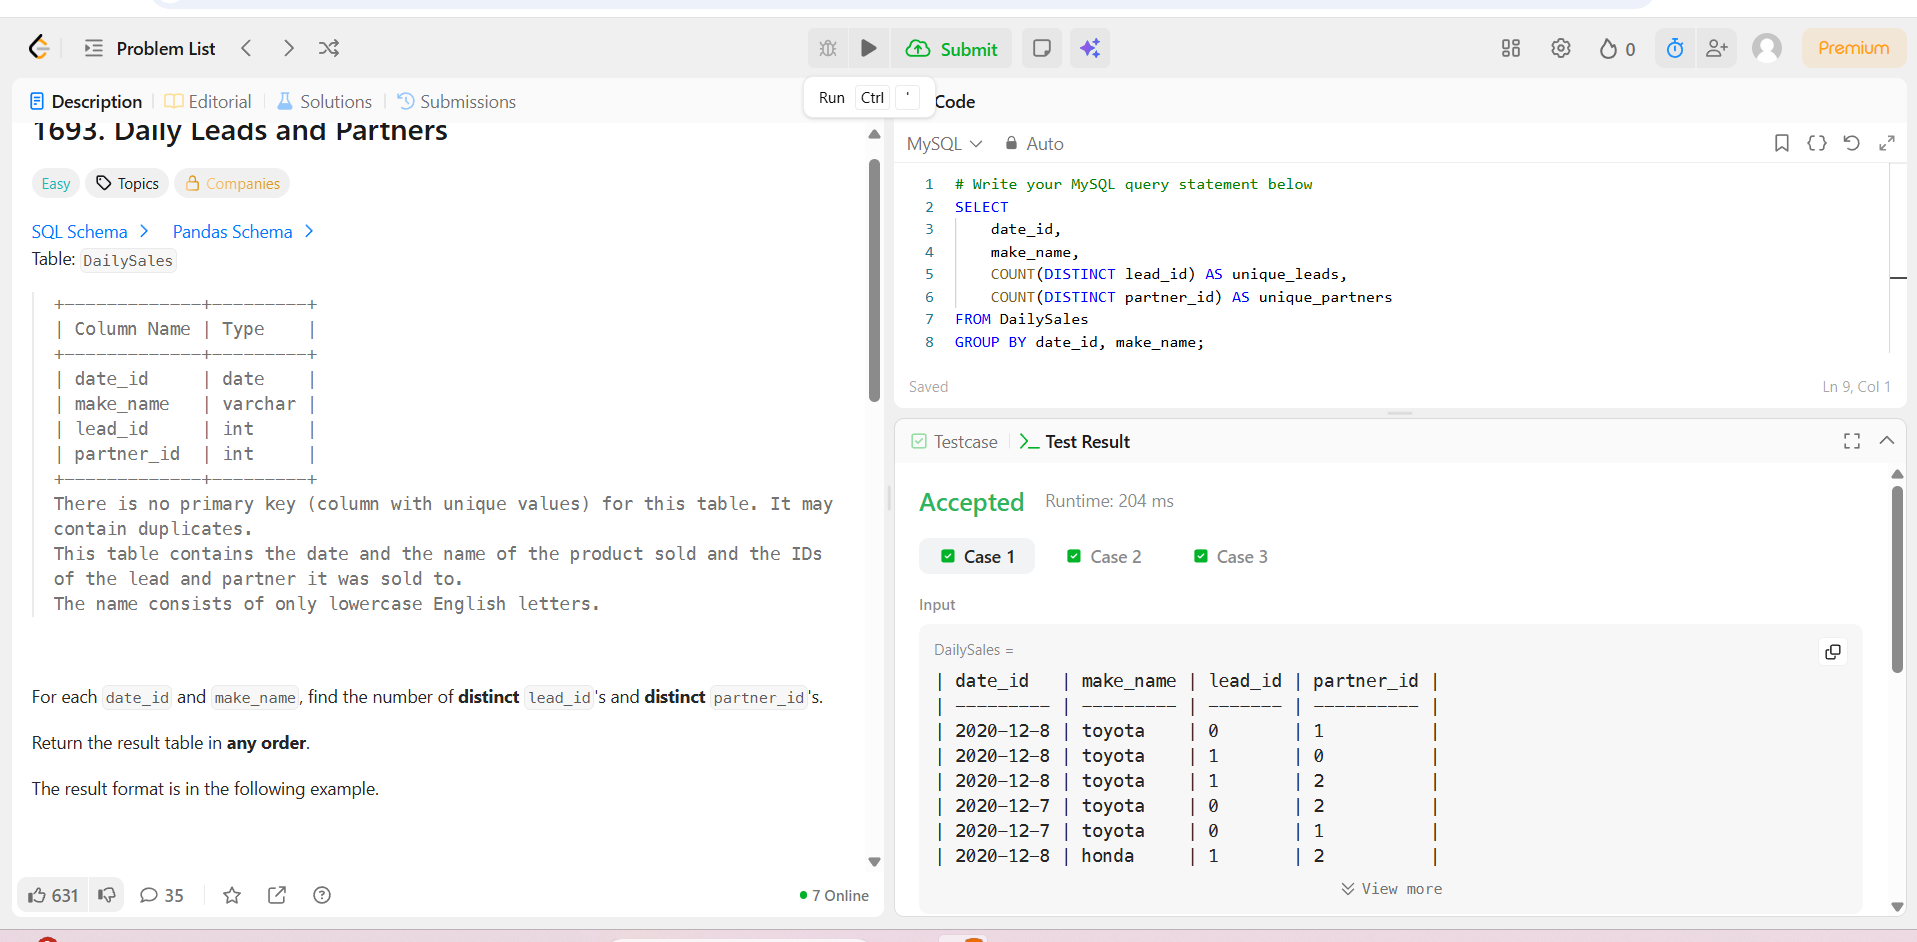 Problem List
Submit
0
Premium
Run Ctrl '
Description
Editorial
Solutions
Submissions
1693. Daily Leads and Partners
Easy
Topics
Companies
SQL Schema
Pandas Schema
Table: DailySales
+-------------+---------+
| Column Name | Type    |
+-------------+---------+
| date_id     | date    |
| make_name   | varchar |
| lead_id     | int     |
| partner_id  | int     |
+-------------+---------+
There is no primary key (column with unique values) for this table. It may
contain duplicates.
This table contains the date and the name of the product sold and the IDs
of the lead and partner it was sold to.
The name consists of only lowercase English letters.
For each date_id and make_name, find the number of distinct lead_id's and distinct partner_id's.
Return the result table in any order.
The result format is in the following example.
631
35
7 Online
Code
MySQL
Auto
1 # Write your MySQL query statement below
2 SELECT
3     date_id,
4     make_name,
5     COUNT(DISTINCT lead_id) AS unique_leads,
6     COUNT(DISTINCT partner_id) AS unique_partners
7 FROM DailySales
8 GROUP BY date_id, make_name;
Saved
Ln 9, Col 1
Testcase
>_ Test Result
Accepted
Runtime: 204 ms
Case 1
Case 2
Case 3
Input
DailySales =
| date_id   | make_name | lead_id | partner_id |
| --------- | --------- | ------- | ---------- |
| 2020-12-8 | toyota    | 0       | 1          |
| 2020-12-8 | toyota    | 1       | 0          |
| 2020-12-8 | toyota    | 1       | 2          |
| 2020-12-7 | toyota    | 0       | 2          |
| 2020-12-7 | toyota    | 0       | 1          |
| 2020-12-8 | honda     | 1       | 2          |
View more